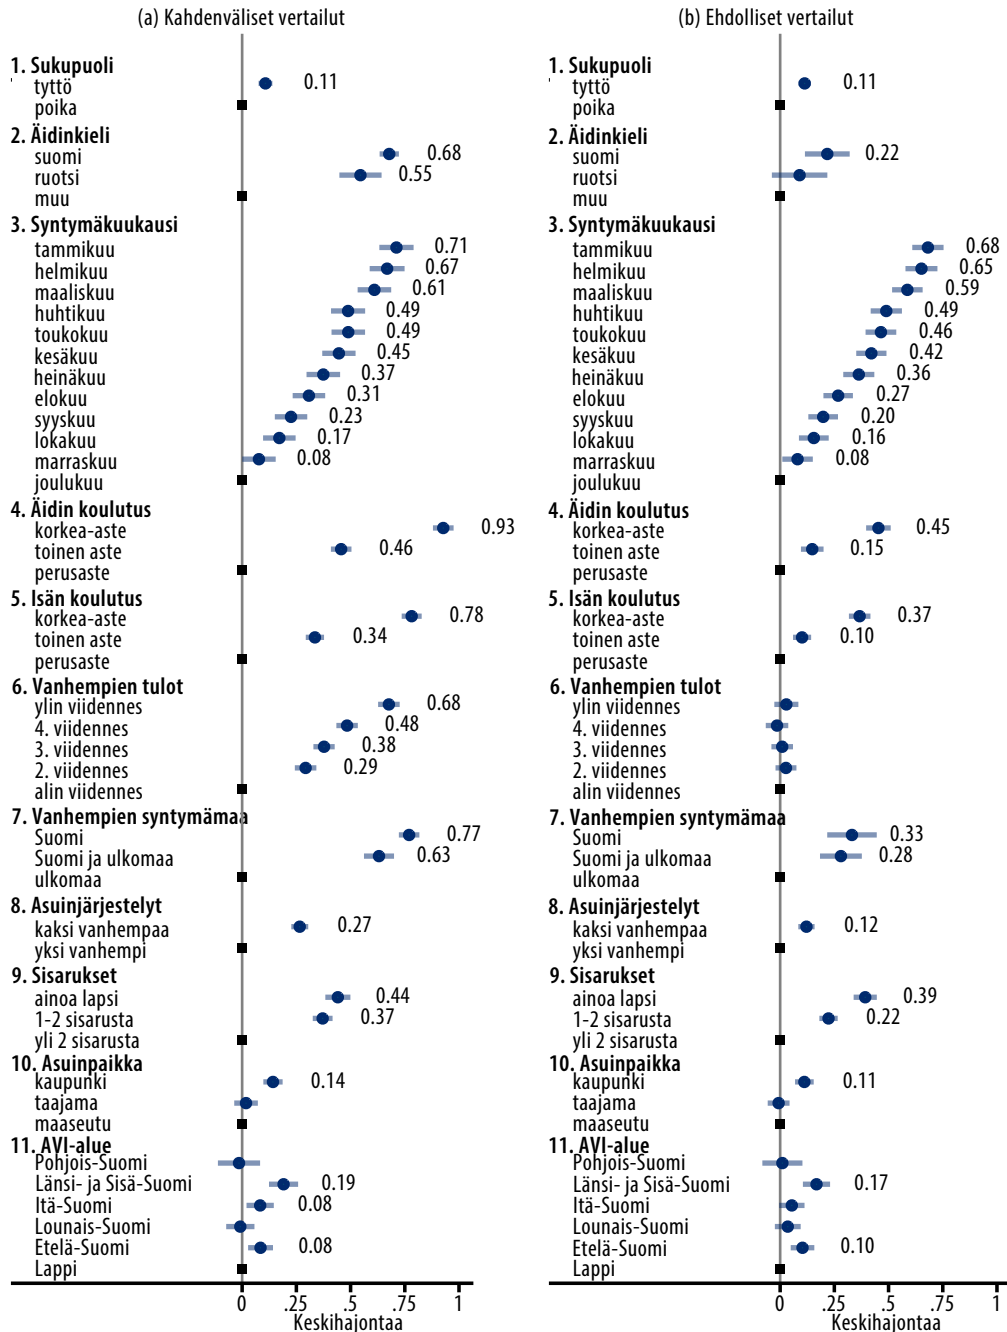 (a) Kahdenväliset vertailut
1. Sukupuoli
tyttö 0.11
poika
2. Äidinkieli
suomi 0.68
ruotsi 0.55
muu
3. Syntymäkuukausi
tammikuu 0.71
helmikuu 0.67
maaliskuu 0.61
huhtikuu 0.49
toukokuu 0.49
kesäkuu 0.45
heinäkuu 0.37
elokuu 0.31
syyskuu 0.23
lokakuu 0.17
marraskuu 0.08
joulukuu
4. Äidin koulutus
korkea-aste 0.93
toinen aste 0.46
perusaste
5. Isän koulutus
korkea-aste 0.78
toinen aste 0.34
perusaste
6. Vanhempien tulot
ylin viidennes 0.68
4. viidennes 0.48
3. viidennes 0.38
2. viidennes 0.29
alin viidennes
7. Vanhempien syntymämaa
Suomi 0.77
Suomi ja ulkomaa 0.63
ulkomaa
8. Asuinjärjestelyt
kaksi vanhempaa 0.27
yksi vanhempi
9. Sisarukset
ainoa lapsi 0.44
1-2 sisarusta 0.37
yli 2 sisarusta
10. Asuinpaikka
kaupunki 0.14
taajama
maaseutu
11. AVI-alue
Pohjois-Suomi
Länsi- ja Sisä-Suomi 0.19
Itä-Suomi 0.08
Lounais-Suomi
Etelä-Suomi 0.08
Lappi
0 .25 .5 .75 1
Keskihajontaa
(b) Ehdolliset vertailut
1. Sukupuoli
tyttö 0.11
poika
2. Äidinkieli
suomi 0.22
ruotsi
muu
3. Syntymäkuukausi
tammikuu 0.68
helmikuu 0.65
maaliskuu 0.59
huhtikuu 0.49
toukokuu 0.46
kesäkuu 0.42
heinäkuu 0.36
elokuu 0.27
syyskuu 0.20
lokakuu 0.16
marraskuu 0.08
joulukuu
4. Äidin koulutus
korkea-aste 0.45
toinen aste 0.15
perusaste
5. Isän koulutus
korkea-aste 0.37
toinen aste 0.10
perusaste
6. Vanhempien tulot
ylin viidennes
4. viidennes
3. viidennes
2. viidennes
alin viidennes
7. Vanhempien syntymämaa
Suomi 0.33
Suomi ja ulkomaa 0.28
ulkomaa
8. Asuinjärjestelyt
kaksi vanhempaa 0.12
yksi vanhempi
9. Sisarukset
ainoa lapsi 0.39
1-2 sisarusta 0.22
yli 2 sisarusta
10. Asuinpaikka
kaupunki 0.11
taajama
maaseutu
11. AVI-alue
Pohjois-Suomi
Länsi- ja Sisä-Suomi 0.17
Itä-Suomi
Lounais-Suomi
Etelä-Suomi 0.10
Lappi
0 .25 .5 .75 1
Keskihajontaa